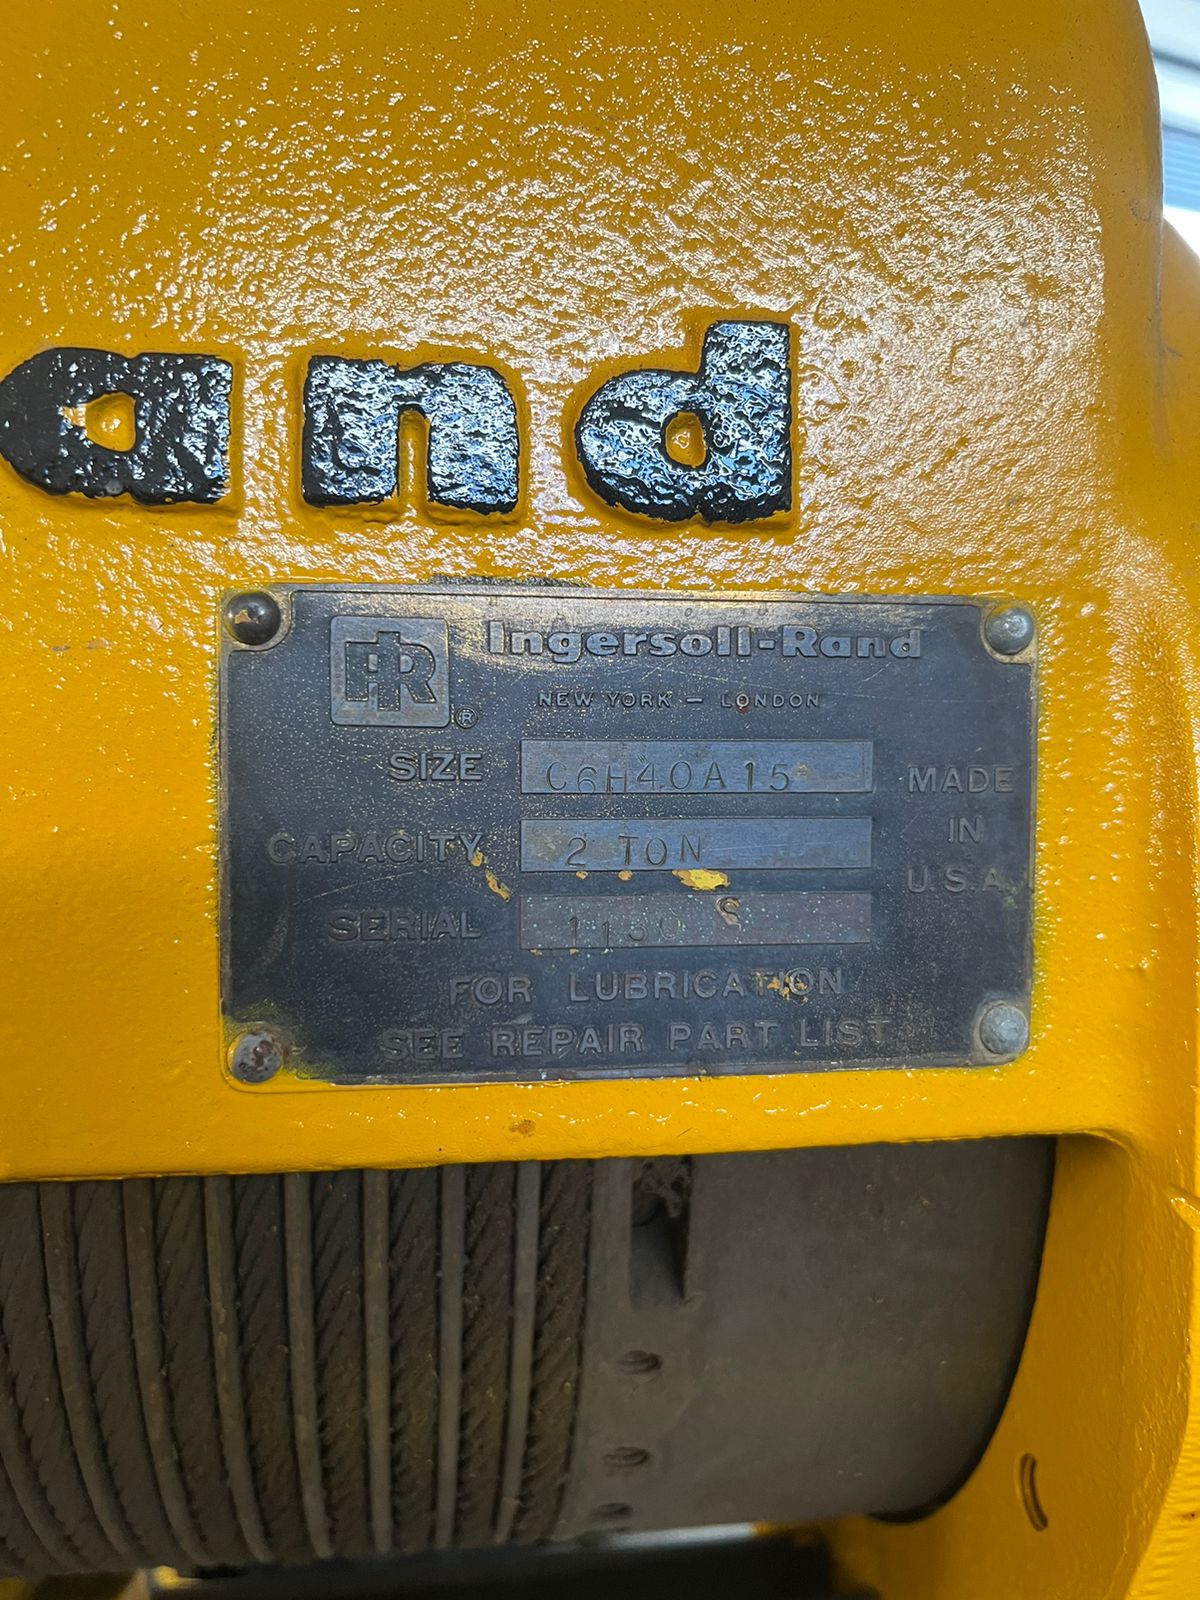 and
IR ®
Ingersoll-Rand
NEW YORK – LONDON
SIZE C6H40A15
CAPACITY 2 TON
SERIAL
MADE
IN
U.S.A.
FOR LUBRICATION
SEE REPAIR PART LIST